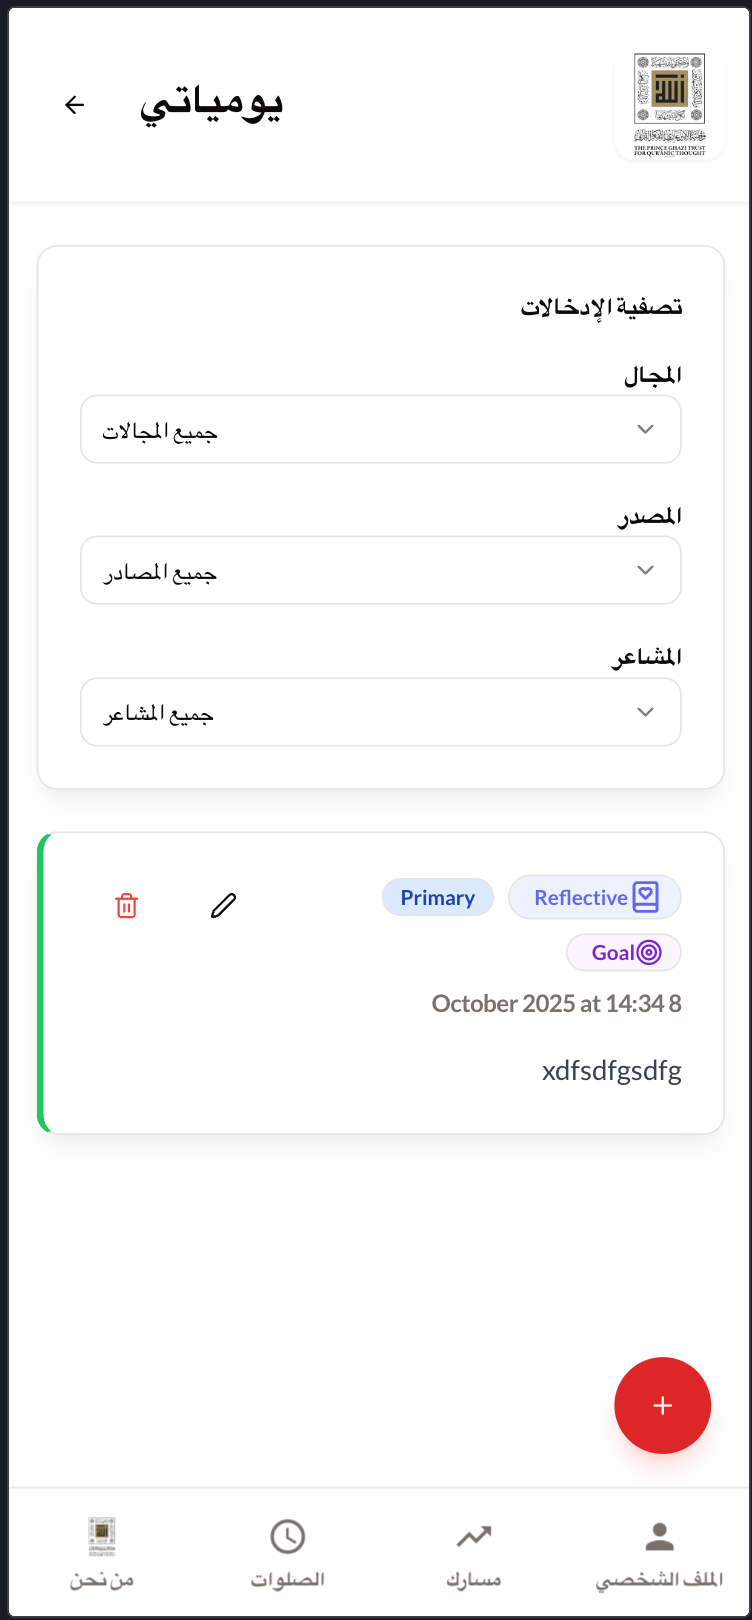 يومياتي
THE PRINCE GHAZI TRUST
FOR QUR'ANIC THOUGHT
تصفية الإدخالات
المجال
جميع المجالات
المصدر
جميع المصادر
المشاعر
جميع المشاعر
Primary Reflective
Goal
October 2025 at 14:34 8
xdfsdfgsdfg
+
من نحن الصلوات مسارك الملف الشخصي